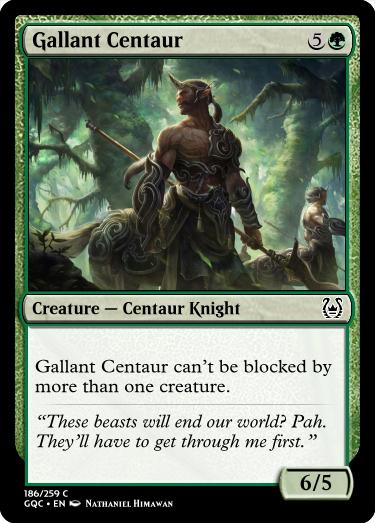 Gallant Centaur 5
Creature — Centaur Knight
Gallant Centaur can't be blocked by
more than one creature.
“These beasts will end our world? Pah.
They'll have to get through me first.”
6/5
186/259 C
GQC • EN Nathaniel Himawan